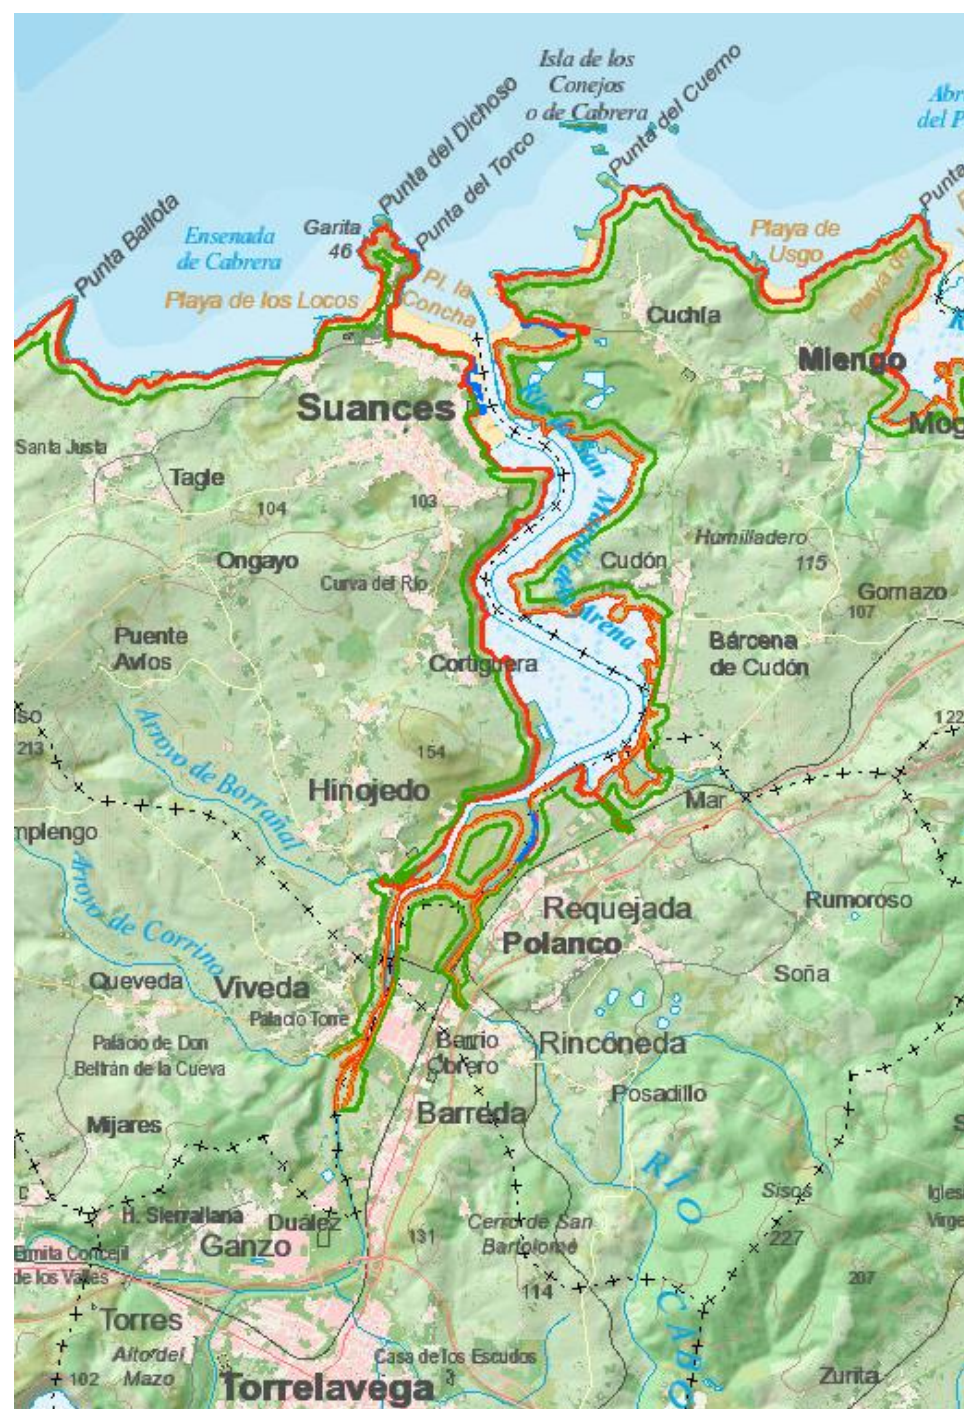 Isla de los
Conejos
o de Cabrera
Punta del Cuerno
Punta del Dichoso
Punta del Torco
Punta Ballota
Ensenada
de Cabrera
Garita
46
Playa de los Locos
Pl. la
Concha
Playa de
Usgo
Punta
Playa de
Cuchía
Miengo
Suances
Santa Justa
Tagle
104
103
Ongayo
Curva del Río
Cudón
Humilladero
115
Gornazo
107
Puente
Avíos
Cortiguera
Bárcena
de Cudón
213
154
122
Arroyo de Borrañal
Hinojedo
Mar
Arroyo de Corrino
Requejada
Rumoroso
Polanco
Soña
Queveda
Viveda
Palacio Torre
Palacio de Don
Beltrán de la Cueva
Barrio
Obrero
Rinconeda
Posadillo
Barreda
Mijares
RÍO
CABO
Sisos
227
H. Sierrallana
Duález
Ganzo
131
Cerro de San
Bartolomé
114
207
Ermita Concejil
de los Valles
Torres
Alto del
Mazo
102
Casa de los Escudos
3
Torrelavega
Zurita